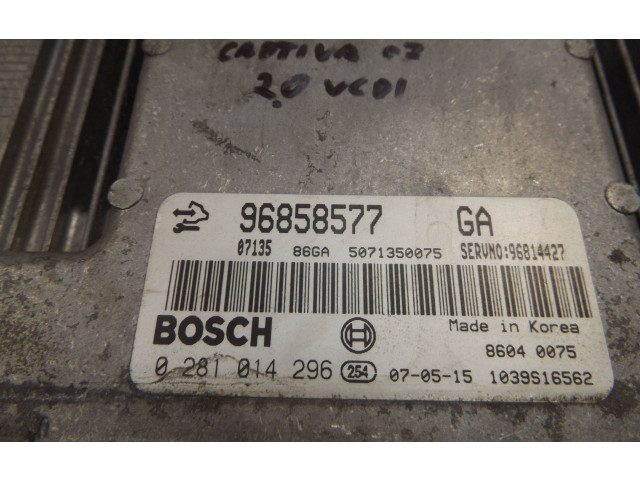 CAPTIVA 07
2.0 VCDI
96858577 GA
07135 86GA 5071350075 SERVNO:96814427
BOSCH
Made in Korea
8604 0075
0 281 014 296 254 07-05-15 1039S16562